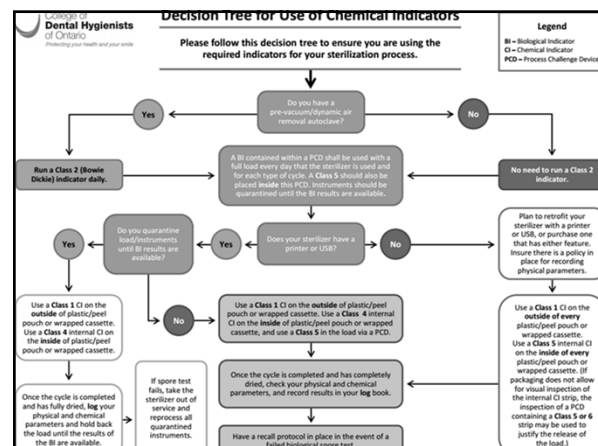 College of
Dental Hygienists
of Ontario
Protecting your health and your smile
Decision Tree for Use of Chemical Indicators
Please follow this decision tree to ensure you are using the
required indicators for your sterilization process.
Legend
BI – Biological Indicator
CI – Chemical Indicator
PCD – Process Challenge Device
Do you have a
pre-vacuum/dynamic air
removal autoclave?
Yes
No
Run a Class 2 (Bowie
Dickie) indicator daily.
A BI contained within a PCD shall be used with a
full load every day that the sterilizer is used and
for each type of cycle. A Class 5 should also be
placed inside this PCD. Instruments should be
quarantined until the BI results are available.
No need to run a Class 2
indicator.
Yes
Do you quarantine
load/instruments
until BI results are
available?
Yes
Does your sterilizer have a
printer or USB?
No
Plan to retrofit your
sterilizer with a printer
or USB, or purchase one
that has either feature.
Insure there is a policy in
place for recording
physical parameters.
Use a Class 1 CI on the
outside of plastic/peel
pouch or wrapped cassette.
Use a Class 4 internal CI on
the inside of plastic/peel
pouch or wrapped cassette.
No
Use a Class 1 CI on the outside of plastic/peel
pouch or wrapped cassette. Use a Class 4 internal
CI on the inside of plastic/peel pouch or wrapped
cassette, and use a Class 5 in the load via a PCD.
Use a Class 1 CI on the
outside of every
plastic/peel pouch or
wrapped cassette.
Use a Class 5 internal CI
on the inside of every
plastic/peel pouch or
wrapped cassette. (If
packaging does not allow
for visual inspection of
the internal CI strip, the
inspection of a PCD
containing a Class 5 or 6
strip may be used to
justify the release of
the load.)
Once the cycle is completed
and has fully dried, log your
physical and chemical
parameters and hold back
the load until the results of
the BI are available.
If spore test
fails, take the
sterilizer out of
service and
reprocess all
quarantined
instruments.
Once the cycle is completed and has completely
dried, check your physical and chemical
parameters, and record results in your log book.
Have a recall protocol in place in the event of a
failed biological spore test.